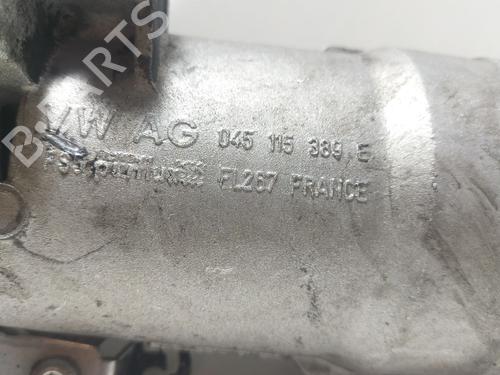 B-PARTS
VW AG 045 115 389 E
FL267 FRANCE